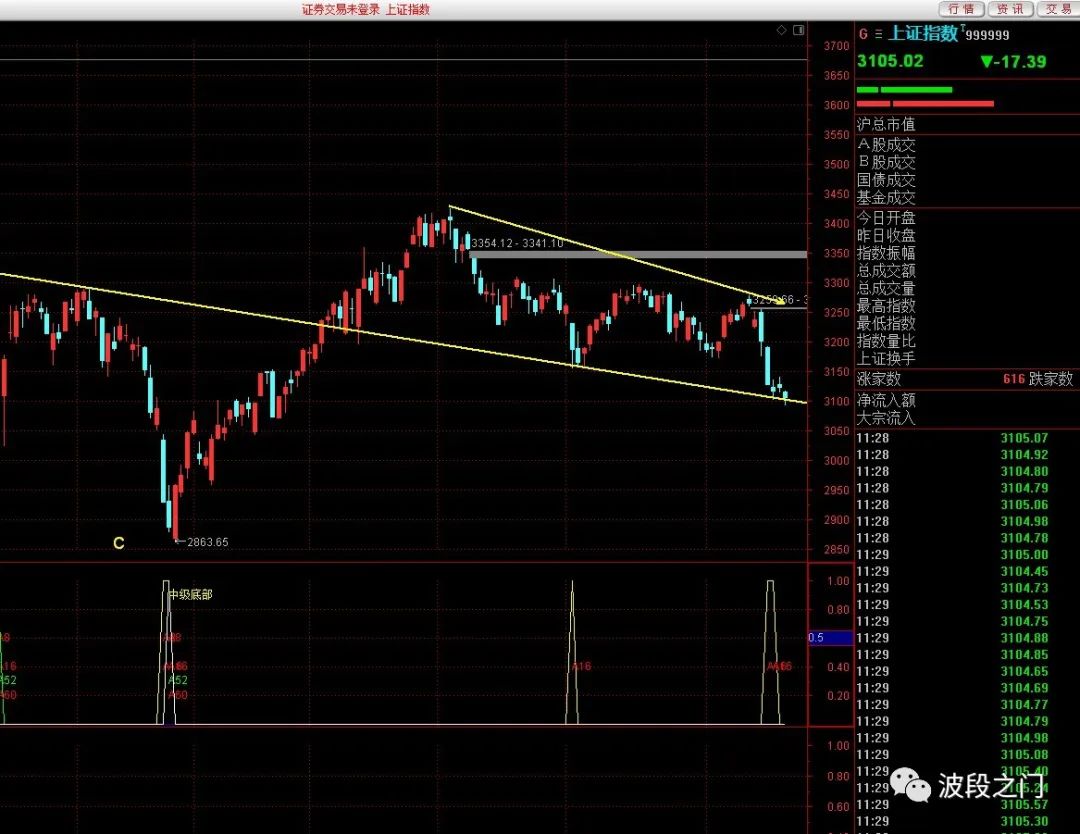 证券交易未登录 上证指数
行情 资讯 交易
G 上证指数 999999
3105.02 ▼-17.39
沪总市值
A股成交
B股成交
国债成交
基金成交
今日开盘
昨日收盘
指数振幅
总成交额
总成交量
最高指数
最低指数
指数量比
上证换手
涨家数 616 跌家数
净流入额
大宗流入
3700
3650
3600
3550
3500
3450
3400
3350
3300
3250
3200
3150
3100
3050
3000
2950
2900
2850
3354.12 - 3341.10
C
←2863.65
中级底部
A52
A60
A16
1.00
0.80
0.5
0.40
0.20
1.00
0.80
0.60
11:28 3105.07
11:28 3104.92
11:28 3104.80
11:28 3104.79
11:28 3105.06
11:28 3104.98
11:28 3104.78
11:29 3105.00
11:29 3104.45
11:29 3104.73
11:29 3104.53
11:29 3104.75
11:29 3104.88
11:29 3104.85
11:29 3104.65
11:29 3104.69
11:29 3104.77
11:29 3104.79
11:29 3104.98
11:29 3105.08
11:29 3105.40
11:29 3105.24
11:29 3105.57
11:29 3105.30
波段之门